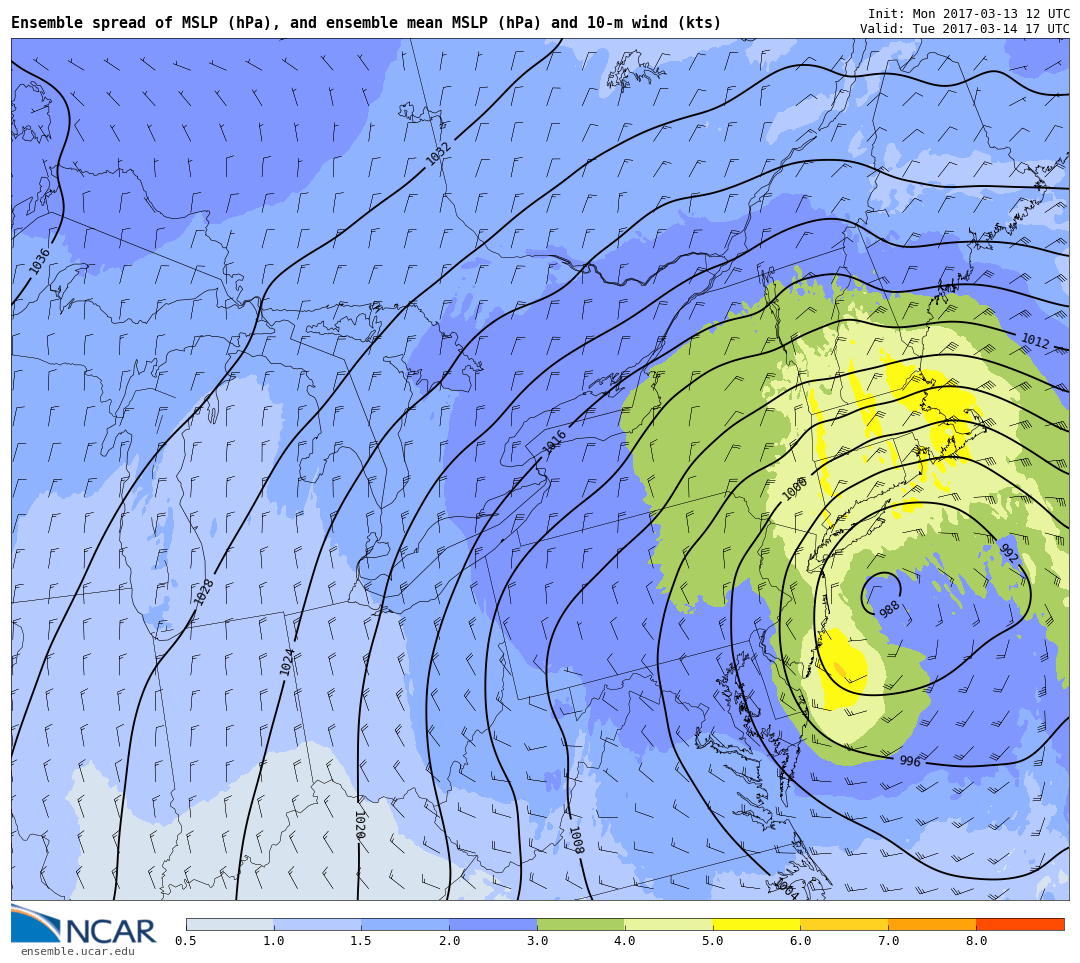 Ensemble spread of MSLP (hPa), and ensemble mean MSLP (hPa) and 10-m wind (kts)
Init: Mon 2017-03-13 12 UTC
Valid: Tue 2017-03-14 17 UTC
1032
1036
1012
1016
1000
992
1028
988
1024
996
1020
1008
1004
NCAR
ensemble.ucar.edu
0.5 1.0 1.5 2.0 3.0 4.0 5.0 6.0 7.0 8.0